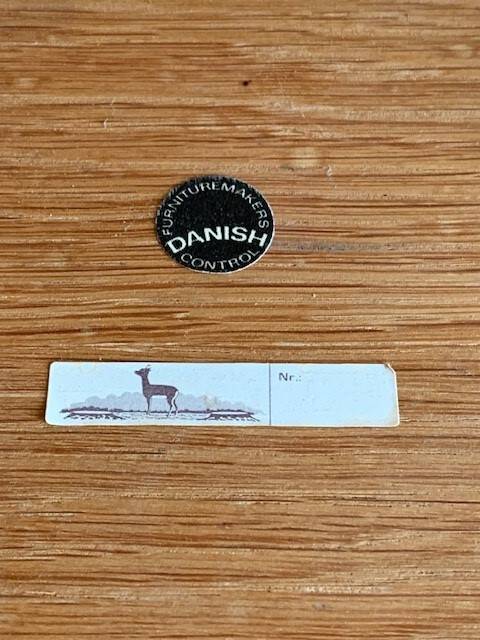 FURNITUREMAKERS
DANISH
CONTROL
Nr.: